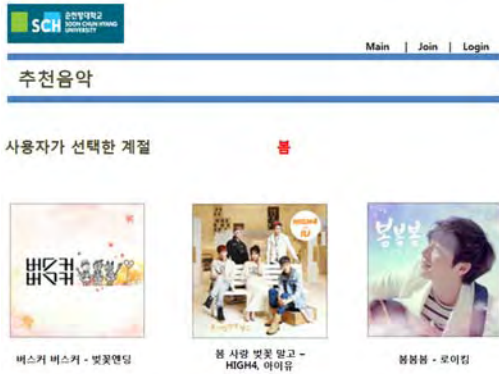 SCH 순천향대학교
SOON CHUN HYANG
UNIVERSITY
Main | Join | Login
추천음악
사용자가 선택한 계절 봄
버스커
버스커
HIGH4
IU
봄봄봄
버스커 버스커 - 벚꽃엔딩
봄 사랑 벚꽃 말고 -
HIGH4, 아이유
봄봄봄 - 로이킴